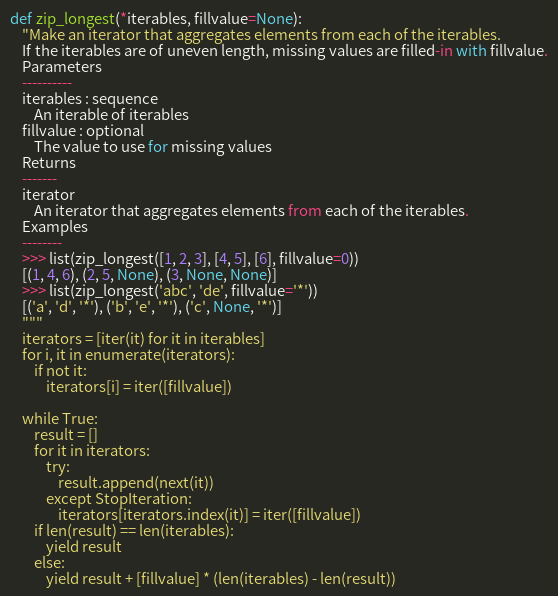 def zip_longest(*iterables, fillvalue=None):
"Make an iterator that aggregates elements from each of the iterables.
If the iterables are of uneven length, missing values are filled-in with fillvalue.
Parameters
----------
iterables : sequence
An iterable of iterables
fillvalue : optional
The value to use for missing values
Returns
-------
iterator
An iterator that aggregates elements from each of the iterables.
Examples
--------
>>> list(zip_longest([1, 2, 3], [4, 5], [6], fillvalue=0))
[(1, 4, 6), (2, 5, None), (3, None, None)]
>>> list(zip_longest('abc', 'de', fillvalue='*'))
[('a', 'd', '*'), ('b', 'e', '*'), ('c', None, '*')]
"""
iterators = [iter(it) for it in iterables]
for i, it in enumerate(iterators):
if not it:
iterators[i] = iter([fillvalue])
while True:
result = []
for it in iterators:
try:
result.append(next(it))
except StopIteration:
iterators[iterators.index(it)] = iter([fillvalue])
if len(result) == len(iterables):
yield result
else:
yield result + [fillvalue] * (len(iterables) - len(result))